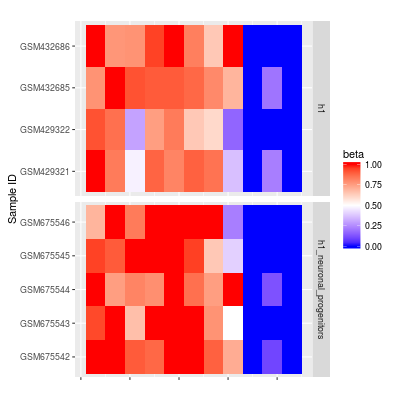 GSM432686
GSM432685
GSM429322
GSM429321
h1
GSM675546
GSM675545
GSM675544
GSM675543
GSM675542
h1_neuronal_progenitors
Sample ID
beta
1.00
0.75
0.50
0.25
0.00